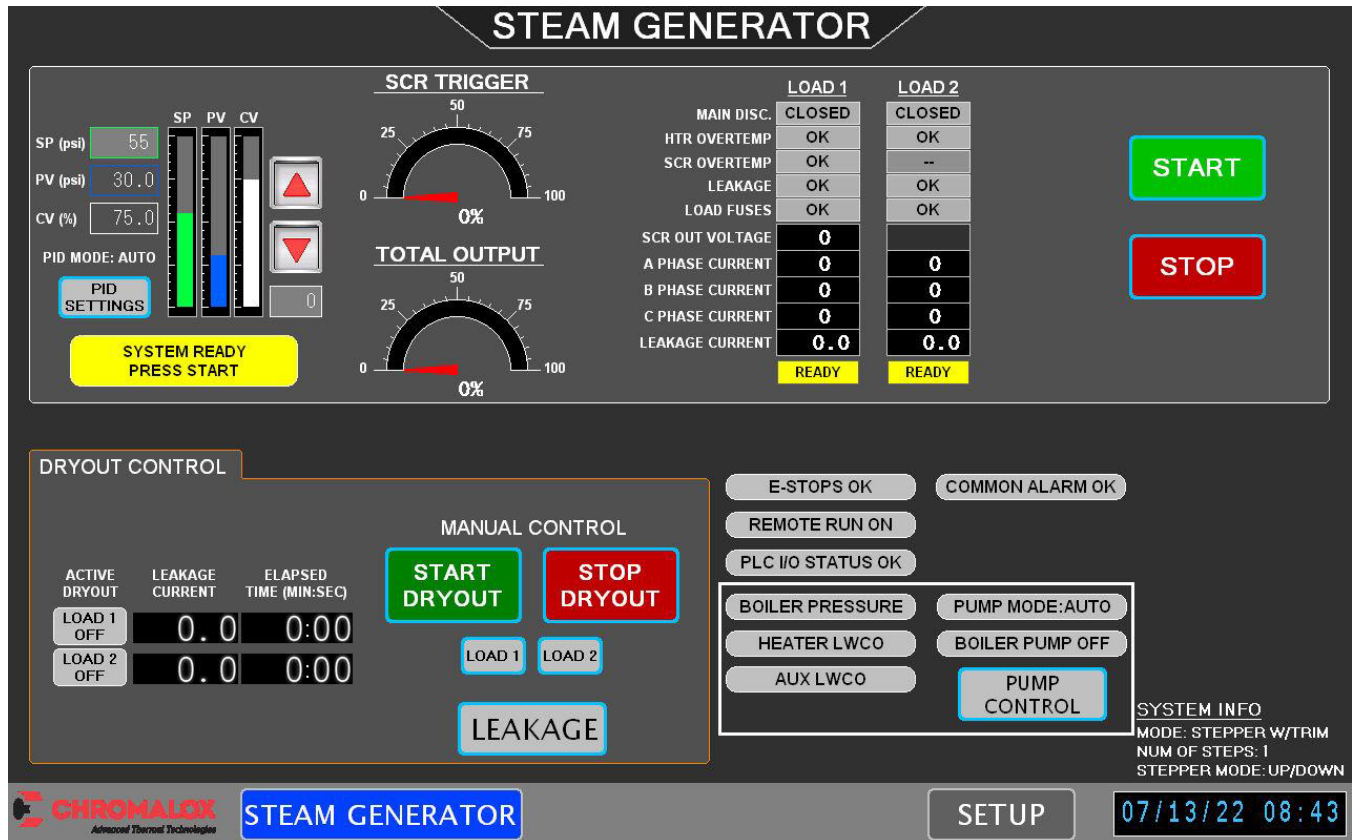 STEAM GENERATOR
SP PV CV
SP (psi) 55
PV (psi) 30.0
CV (%) 75.0
PID MODE: AUTO
PID
SETTINGS
0
SYSTEM READY
PRESS START
SCR TRIGGER
0 25 50 75 100
0%
TOTAL OUTPUT
0 25 50 75 100
0%
LOAD 1 LOAD 2
MAIN DISC. CLOSED CLOSED
HTR OVERTEMP OK OK
SCR OVERTEMP OK --
LEAKAGE OK OK
LOAD FUSES OK OK
SCR OUT VOLTAGE 0
A PHASE CURRENT 0 0
B PHASE CURRENT 0 0
C PHASE CURRENT 0 0
LEAKAGE CURRENT 0.0 0.0
READY READY
START
STOP
DRYOUT CONTROL
ACTIVE
DRYOUT
LEAKAGE
CURRENT
ELAPSED
TIME (MIN:SEC)
LOAD 1
OFF
0.0 0:00
LOAD 2
OFF
0.0 0:00
MANUAL CONTROL
START
DRYOUT
STOP
DRYOUT
LOAD 1 LOAD 2
LEAKAGE
E-STOPS OK COMMON ALARM OK
REMOTE RUN ON
PLC I/O STATUS OK
BOILER PRESSURE PUMP MODE:AUTO
HEATER LWCO BOILER PUMP OFF
AUX LWCO
PUMP
CONTROL
SYSTEM INFO
MODE: STEPPER W/TRIM
NUM OF STEPS: 1
STEPPER MODE: UP/DOWN
CHROMALOX
Advanced Thermal Technologies
STEAM GENERATOR
SETUP
07/13/22 08:43